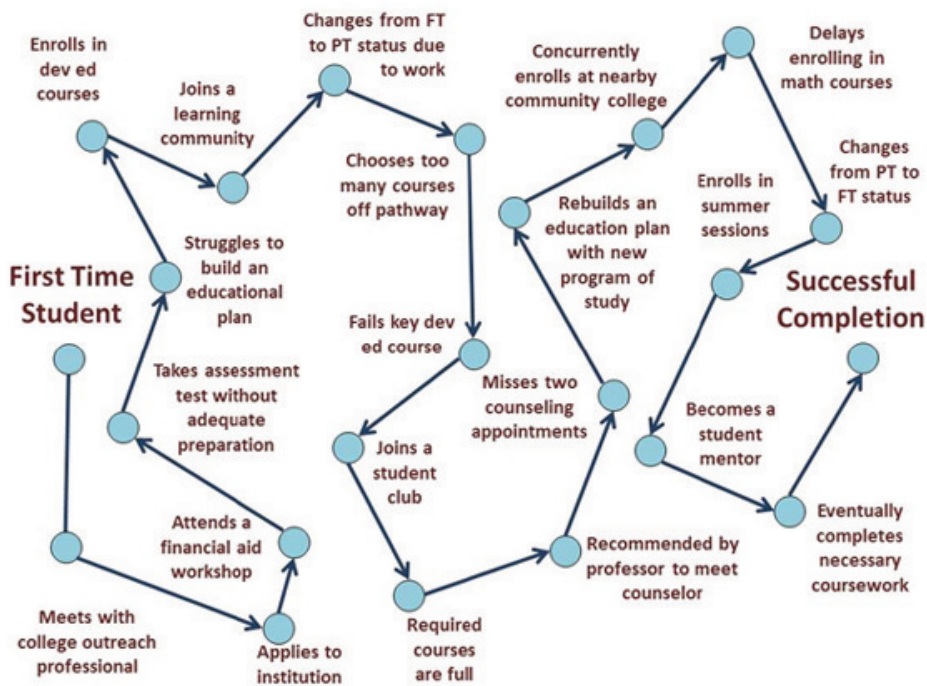 First Time
Student
Meets with
college outreach
professional
Applies to
institution
Attends a
financial aid
workshop
Takes assessment
test without
adequate
preparation
Struggles to
build an
educational
plan
Enrolls in
dev ed
courses
Joins a
learning
community
Changes from FT
to PT status due
to work
Chooses too
many courses
off pathway
Fails key dev
ed course
Joins a
student
club
Required
courses
are full
Recommended by
professor to meet
counselor
Misses two
counseling
appointments
Rebuilds an
education plan
with new
program of
study
Concurrently
enrolls at nearby
community college
Delays
enrolling in
math courses
Changes
from PT to
FT status
Enrolls in
summer
sessions
Becomes a
student
mentor
Eventually
completes
necessary
coursework
Successful
Completion